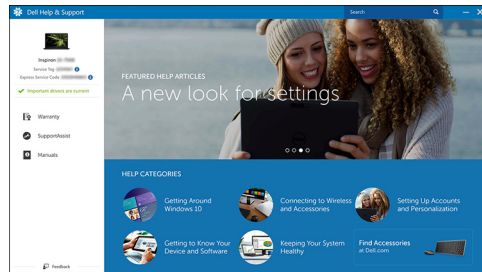 Dell Help & Support
Search
Inspiron
Service Tag
Express Service Code
Important drivers are current
Warranty
SupportAssist
Manuals
Feedback
FEATURED HELP ARTICLES
A new look for settings
HELP CATEGORIES
Getting Around
Windows 10
Connecting to Wireless
and Accessories
Setting Up Accounts
and Personalization
Getting to Know Your
Device and Software
Keeping Your System
Healthy
Find Accessories
at Dell.com